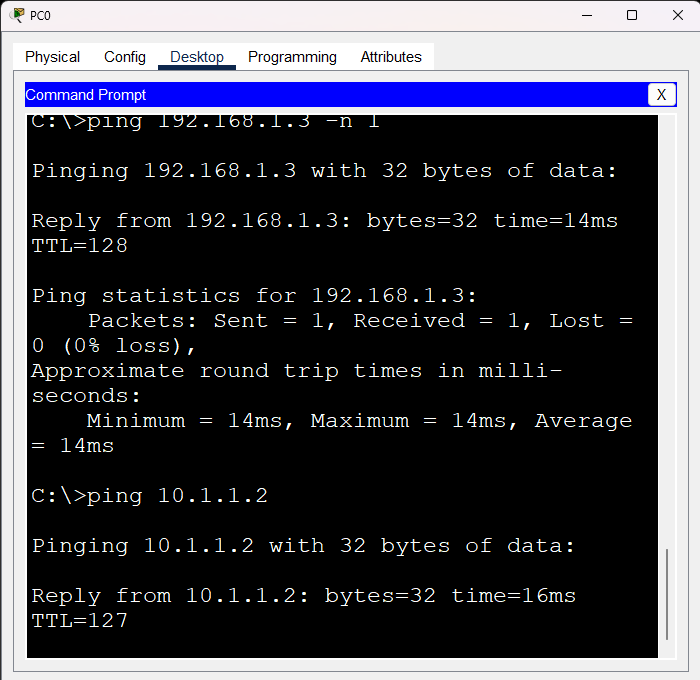 PC0
Physical Config Desktop Programming Attributes
Command Prompt X
C:\>ping 192.168.1.3 -n 1
Pinging 192.168.1.3 with 32 bytes of data:
Reply from 192.168.1.3: bytes=32 time=14ms
TTL=128
Ping statistics for 192.168.1.3:
Packets: Sent = 1, Received = 1, Lost =
0 (0% loss),
Approximate round trip times in milli-
seconds:
Minimum = 14ms, Maximum = 14ms, Average
= 14ms
C:\>ping 10.1.1.2
Pinging 10.1.1.2 with 32 bytes of data:
Reply from 10.1.1.2: bytes=32 time=16ms
TTL=127